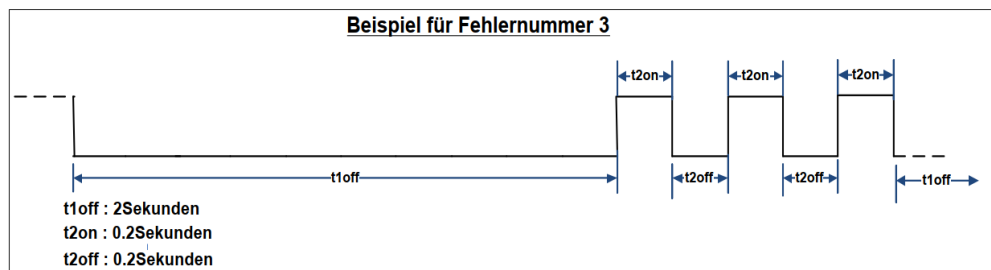 Beispiel für Fehlernummer 3
t2on t2on t2on
t1off t2off t2off t1off
t1off : 2Sekunden
t2on : 0.2Sekunden
t2off : 0.2Sekunden